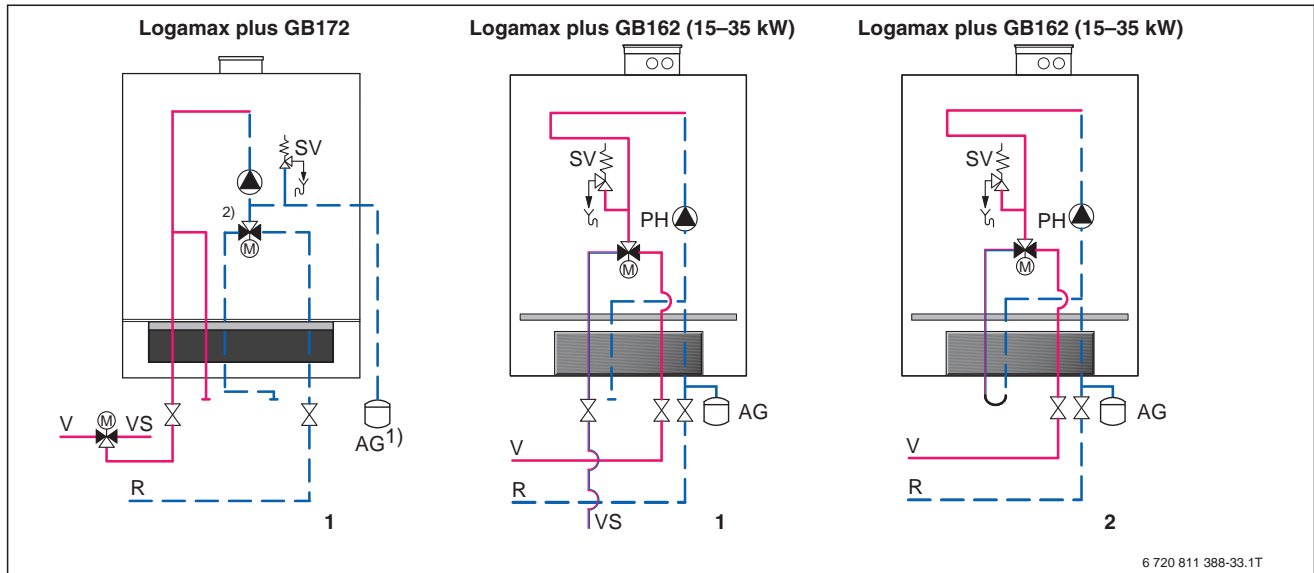 Logamax plus GB172
Logamax plus GB162 (15–35 kW)
Logamax plus GB162 (15–35 kW)
SV
2)
M
M
V
VS
AG1)
R
1
SV
PH
M
AG
V
R
VS
1
SV
PH
M
AG
V
R
2
6 720 811 388-33.1T